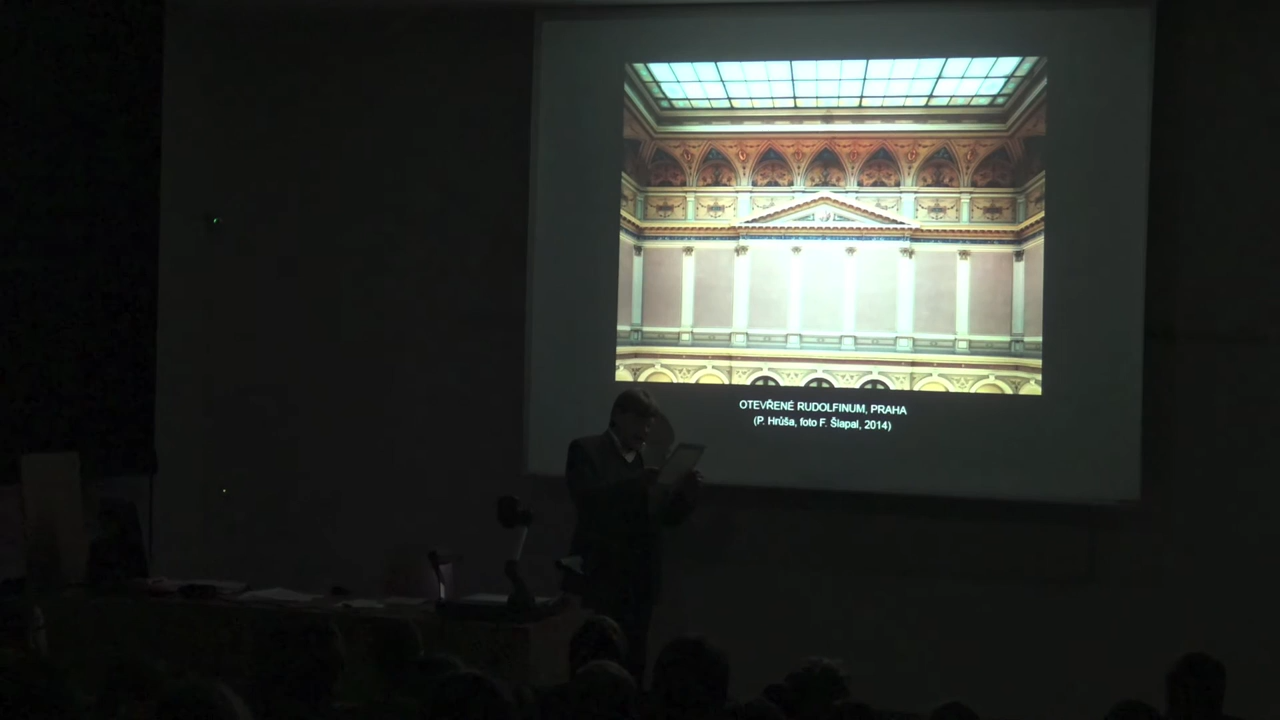 OTEVŘENÉ RUDOLFINUM, PRAHA
(P. Hrůša, foto F. Šlapal, 2014)